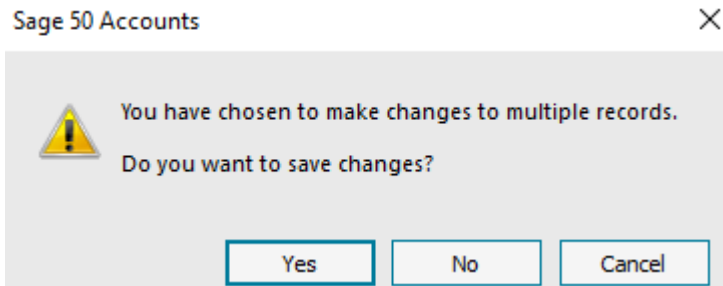 Sage 50 Accounts
You have chosen to make changes to multiple records.
Do you want to save changes?
Yes
No
Cancel